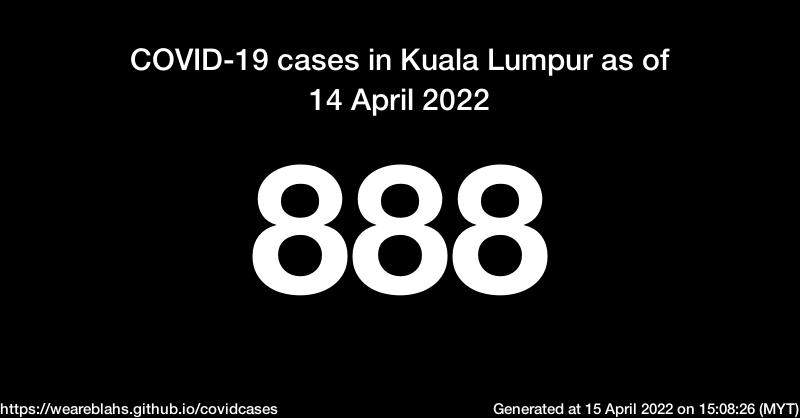 COVID-19 cases in Kuala Lumpur as of
14 April 2022
888
https://weareblahs.github.io/covidcases
Generated at 15 April 2022 on 15:08:26 (MYT)